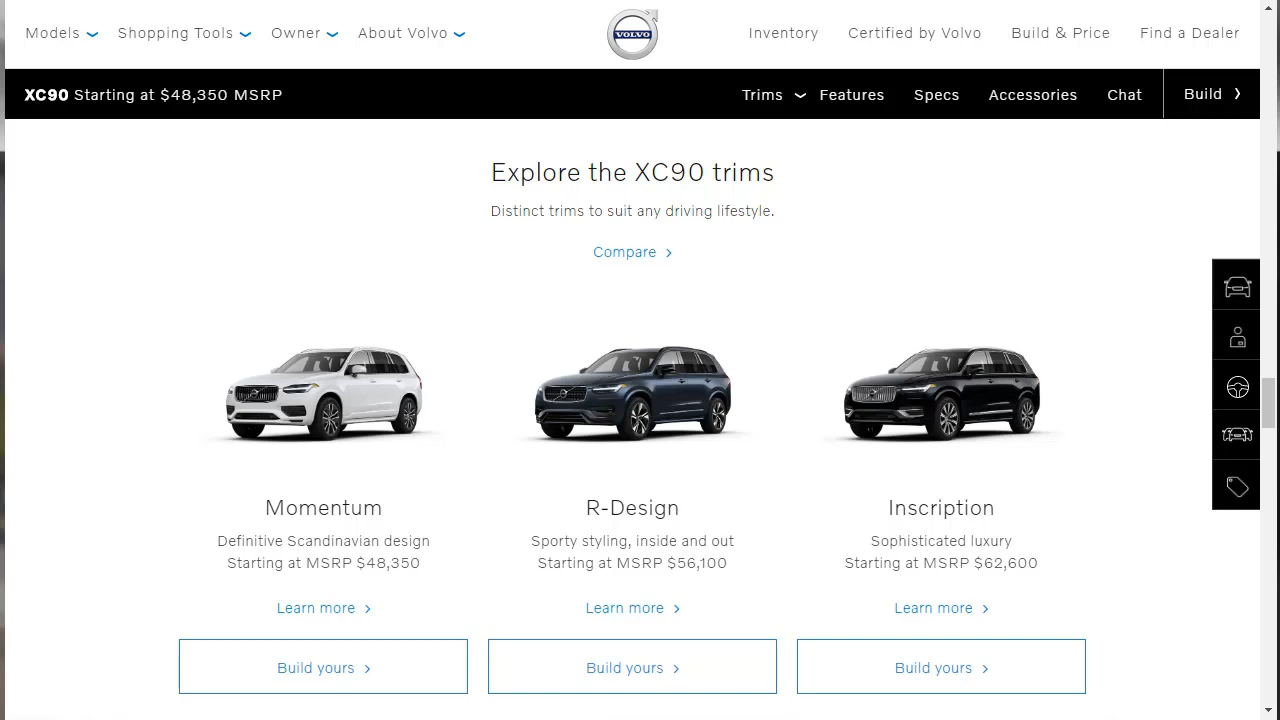 Models Shopping Tools Owner About Volvo VOLVO Inventory Certified by Volvo Build & Price Find a Dealer
XC90 Starting at $48,350 MSRP Trims Features Specs Accessories Chat Build
Explore the XC90 trims
Distinct trims to suit any driving lifestyle.
Compare
Momentum
Definitive Scandinavian design
Starting at MSRP $48,350
Learn more
Build yours
R-Design
Sporty styling, inside and out
Starting at MSRP $56,100
Learn more
Build yours
Inscription
Sophisticated luxury
Starting at MSRP $62,600
Learn more
Build yours